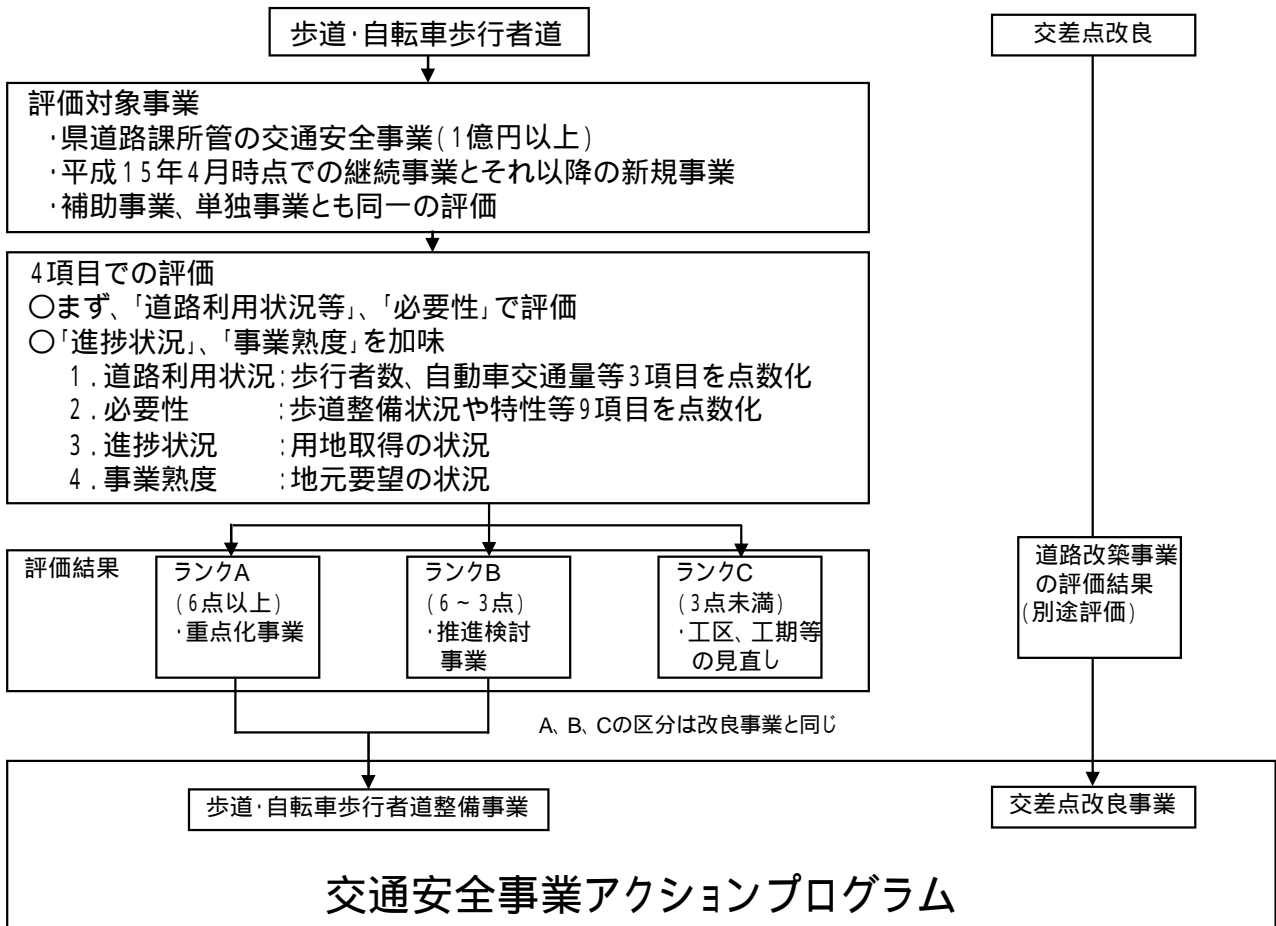 歩道・自転車歩行者道
交差点改良
評価対象事業
・県道路課所管の交通安全事業(1億円以上)
・平成15年4月時点での継続事業とそれ以降の新規事業
・補助事業、単独事業とも同一の評価
4項目での評価
○まず、「道路利用状況等」、「必要性」で評価
○「進捗状況」、「事業熟度」を加味
1.道路利用状況:歩行者数、自動車交通量等3項目を点数化
2.必要性 :歩道整備状況や特性等9項目を点数化
3.進捗状況 :用地取得の状況
4.事業熟度 :地元要望の状況
評価結果
ランクA
(6点以上)
・重点化事業
ランクB
(6~3点)
・推進検討
事業
ランクC
(3点未満)
・工区、工期等
の見直し
道路改築事業
の評価結果
(別途評価)
A、B、Cの区分は改良事業と同じ
歩道・自転車歩行者道整備事業
交差点改良事業
交通安全事業アクションプログラム